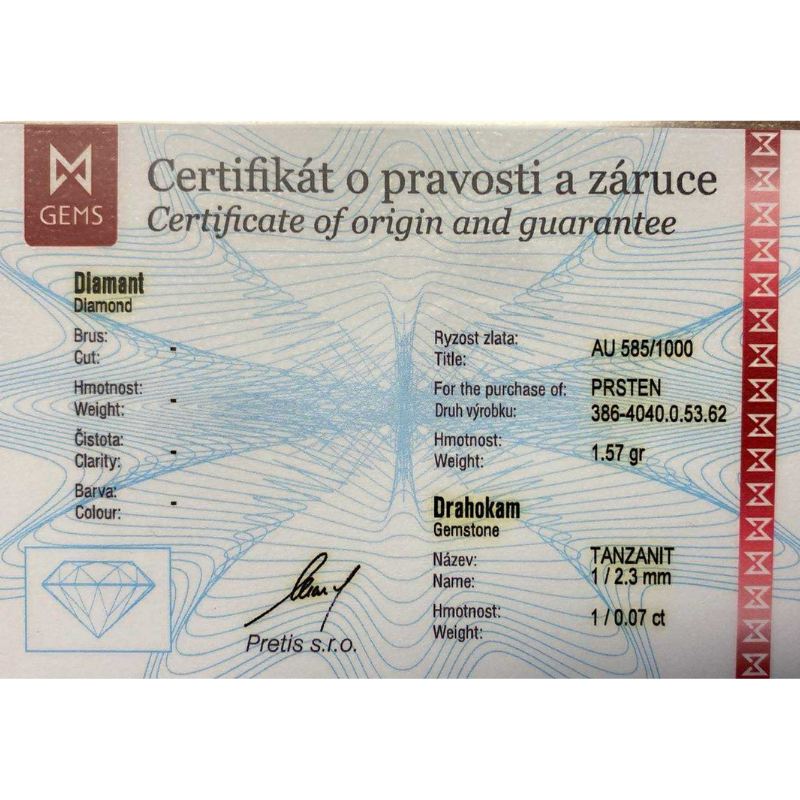 GEMS
Certifikát o pravosti a záruce
Certificate of origin and guarantee
Diamant
Diamond
Brus:
Cut: -
Hmotnost:
Weight: -
Čistota:
Clarity: -
Barva:
Colour: -
Pretis s.r.o.
Ryzost zlata:
Title: AU 585/1000
For the purchase of: PRSTEN
Druh výrobku: 386-4040.0.53.62
Hmotnost:
Weight: 1.57 gr
Drahokam
Gemstone
Název: TANZANIT
Name: 1 / 2.3 mm
Hmotnost:
Weight: 1 / 0.07 ct